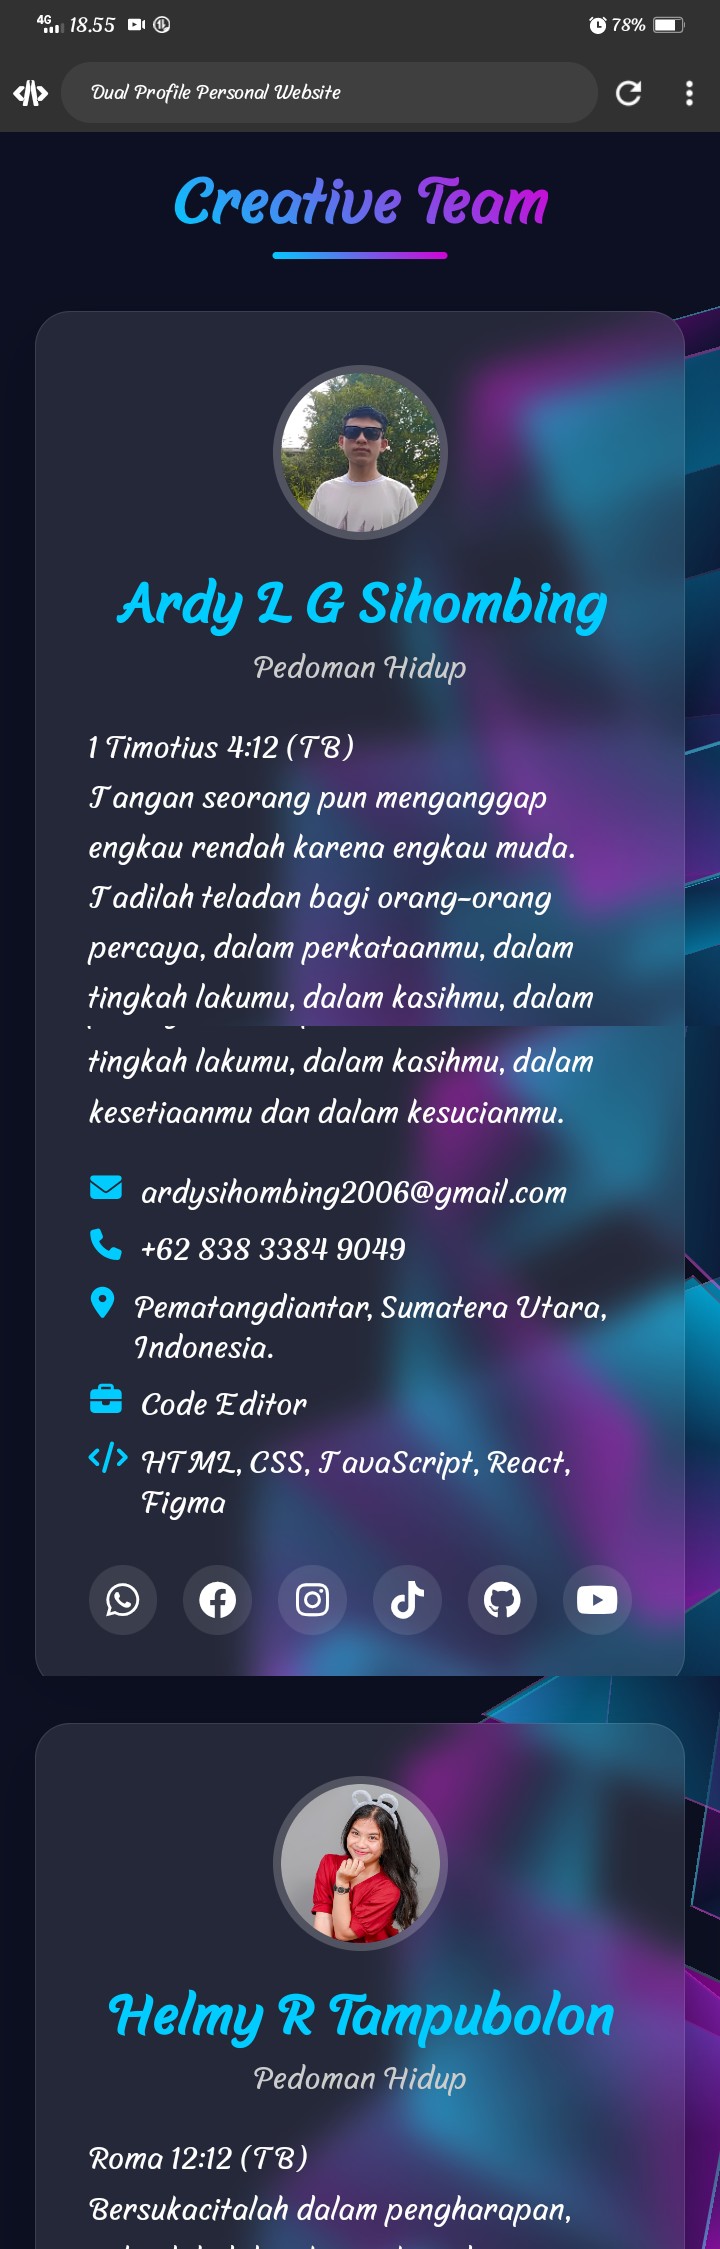 4G 18.55 78%
Dual Profile Personal Website
Creative Team
Ardy L G Sihombing
Pedoman Hidup
1 Timotius 4:12 (TB)
Jangan seorang pun menganggap
engkau rendah karena engkau muda.
Jadilah teladan bagi orang-orang
percaya, dalam perkataanmu, dalam
tingkah lakumu, dalam kasihmu, dalam
tingkah lakumu, dalam kasihmu, dalam
kesetiaanmu dan dalam kesucianmu.
ardysihombing2006@gmail.com
+62 838 3384 9049
Pematangdiantar, Sumatera Utara,
Indonesia.
Code Editor
HTML, CSS, JavaScript, React,
Figma
Helmy R Tampubolon
Pedoman Hidup
Roma 12:12 (TB)
Bersukacitalah dalam pengharapan,